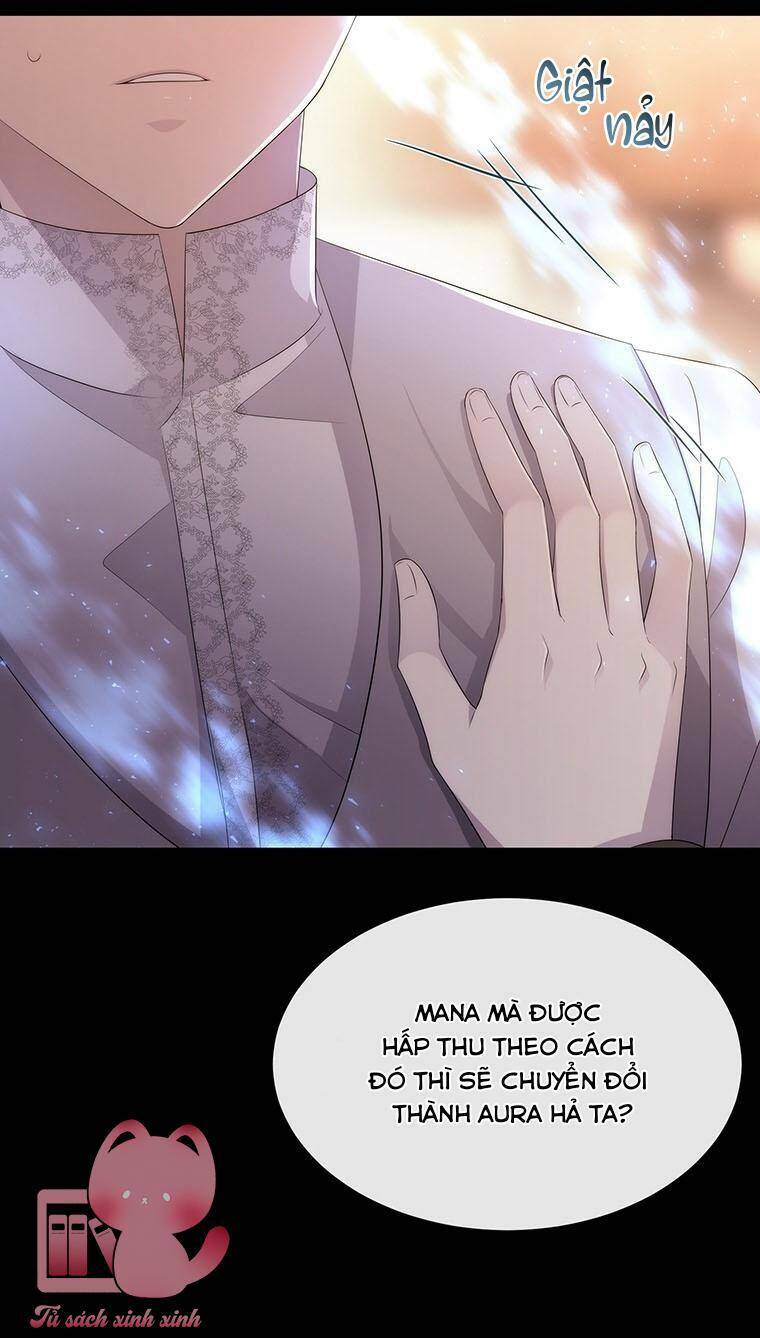 Giật
nảy
MANA MÀ ĐƯỢC
HẤP THU THEO CÁCH
ĐÓ THÌ SẼ CHUYỂN ĐỔI
THÀNH AURA HẢ TA?
Tủ sách xinh xinh